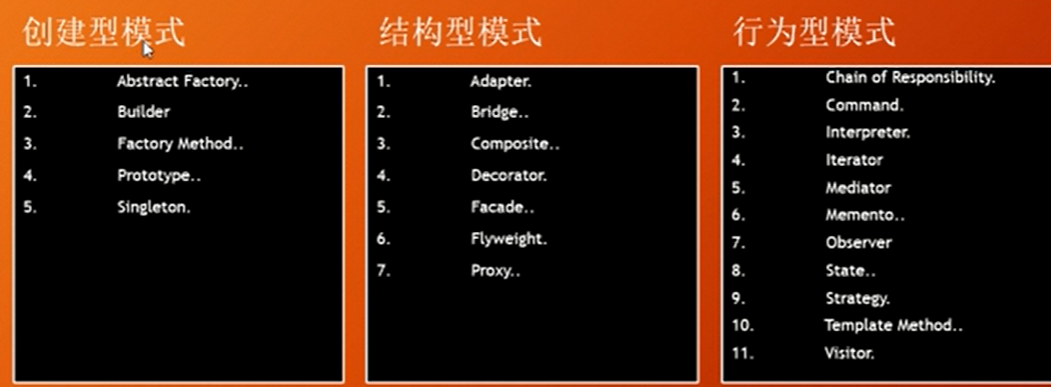 创建型模式
1. Abstract Factory..
2. Builder
3. Factory Method..
4. Prototype..
5. Singleton.
结构型模式
1. Adapter.
2. Bridge..
3. Composite..
4. Decorator.
5. Facade..
6. Flyweight.
7. Proxy..
行为型模式
1. Chain of Responsibility.
2. Command.
3. Interpreter.
4. Iterator
5. Mediator
6. Memento..
7. Observer
8. State..
9. Strategy.
10. Template Method..
11. Visitor.